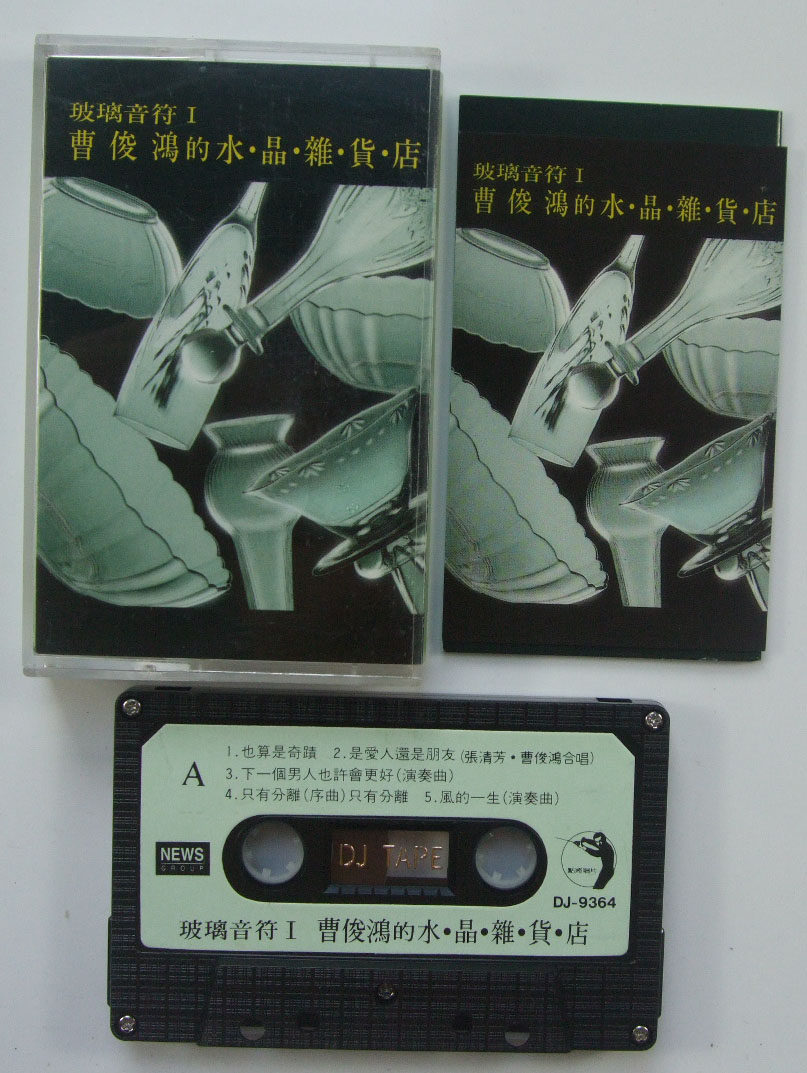 玻璃音符 I
曹俊鴻的水·晶·雜·貨·店
玻璃音符 I
曹俊鴻的水·晶·雜·貨·店
A
1.也算是奇蹟 2.是愛人還是朋友(張清芳·曹俊鴻合唱)
3.下一個男人也許會更好(演奏曲)
4.只有分離(序曲)只有分離 5.風的一生(演奏曲)
NEWS
GROUP
DJ TAPE
點將唱片
DJ-9364
玻璃音符 I 曹俊鴻的水·晶·雜·貨·店